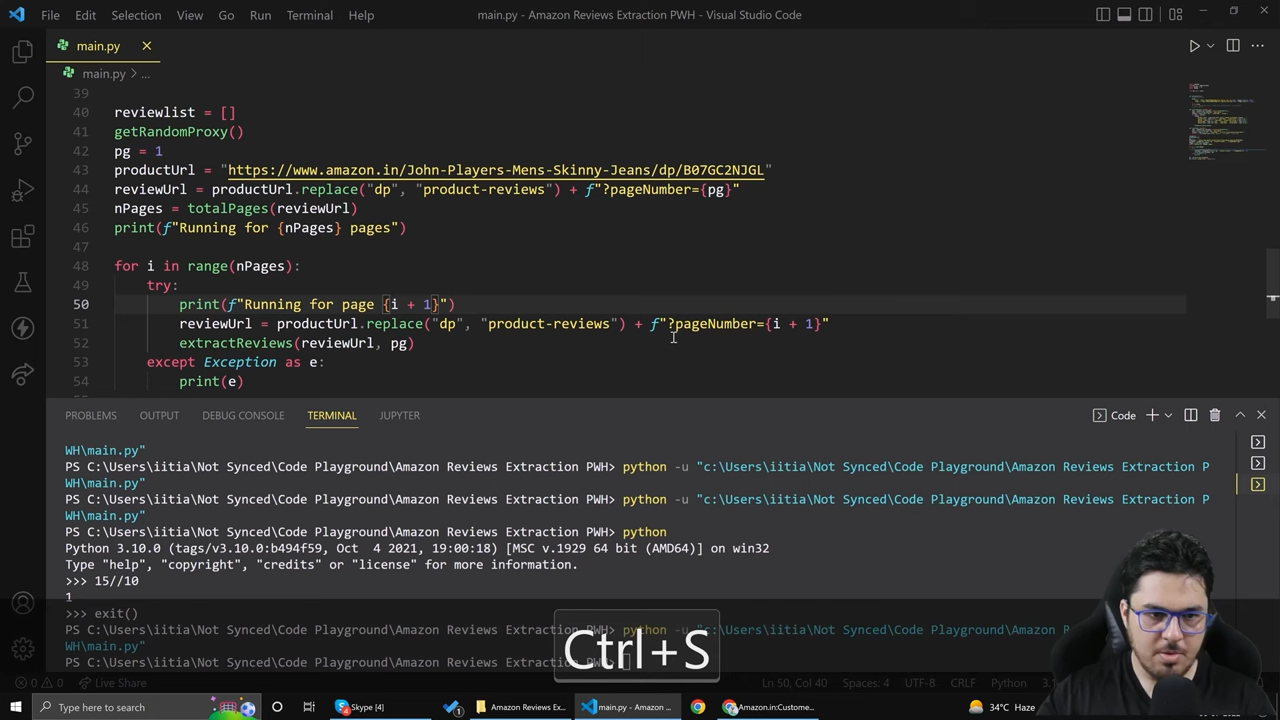 File Edit Selection View Go Run Terminal Help main.py - Amazon Reviews Extraction PWH - Visual Studio Code
main.py
main.py > ...
39
40 reviewlist = []
41 getRandomProxy()
42 pg = 1
43 productUrl = "https://www.amazon.in/John-Players-Mens-Skinny-Jeans/dp/B07GC2NJGL"
44 reviewUrl = productUrl.replace("dp", "product-reviews") + f"?pageNumber={pg}"
45 nPages = totalPages(reviewUrl)
46 print(f"Running for {nPages} pages")
47
48 for i in range(nPages):
49 try:
50 print(f"Running for page {i + 1}")
51 reviewUrl = productUrl.replace("dp", "product-reviews") + f"?pageNumber={i + 1}"
52 extractReviews(reviewUrl, pg)
53 except Exception as e:
54 print(e)
PROBLEMS OUTPUT DEBUG CONSOLE TERMINAL JUPYTER Code
WH\main.py"
PS C:\Users\iitia\Not Synced\Code Playground\Amazon Reviews Extraction PWH> python -u "c:\Users\iitia\Not Synced\Code Playground\Amazon Reviews Extraction P
WH\main.py"
PS C:\Users\iitia\Not Synced\Code Playground\Amazon Reviews Extraction PWH> python -u "c:\Users\iitia\Not Synced\Code Playground\Amazon Reviews Extraction P
WH\main.py"
PS C:\Users\iitia\Not Synced\Code Playground\Amazon Reviews Extraction PWH> python
Python 3.10.0 (tags/v3.10.0:b494f59, Oct 4 2021, 19:00:18) [MSC v.1929 64 bit (AMD64)] on win32
Type "help", "copyright", "credits" or "license" for more information.
>>> 15//10
1
>>> exit()
PS C:\Users\iitia\Not Synced\Code Playground\Amazon Reviews Extraction PWH> python -u "c:\Users\iitia\Not Synced\Code Playground\Amazon Reviews
WH\main.py"
PS C:\Users\iitia\Not Synced\Code Playground\Amazon Reviews Extraction PWH>
Ctrl+S
0 0 Live Share Ln 50, Col 40 Spaces: 4 UTF-8 CRLF Python
Type here to search Skype [4] Amazon Reviews Ex... main.py - Amazon ... Amazon.in:Custome... 34°C Haze